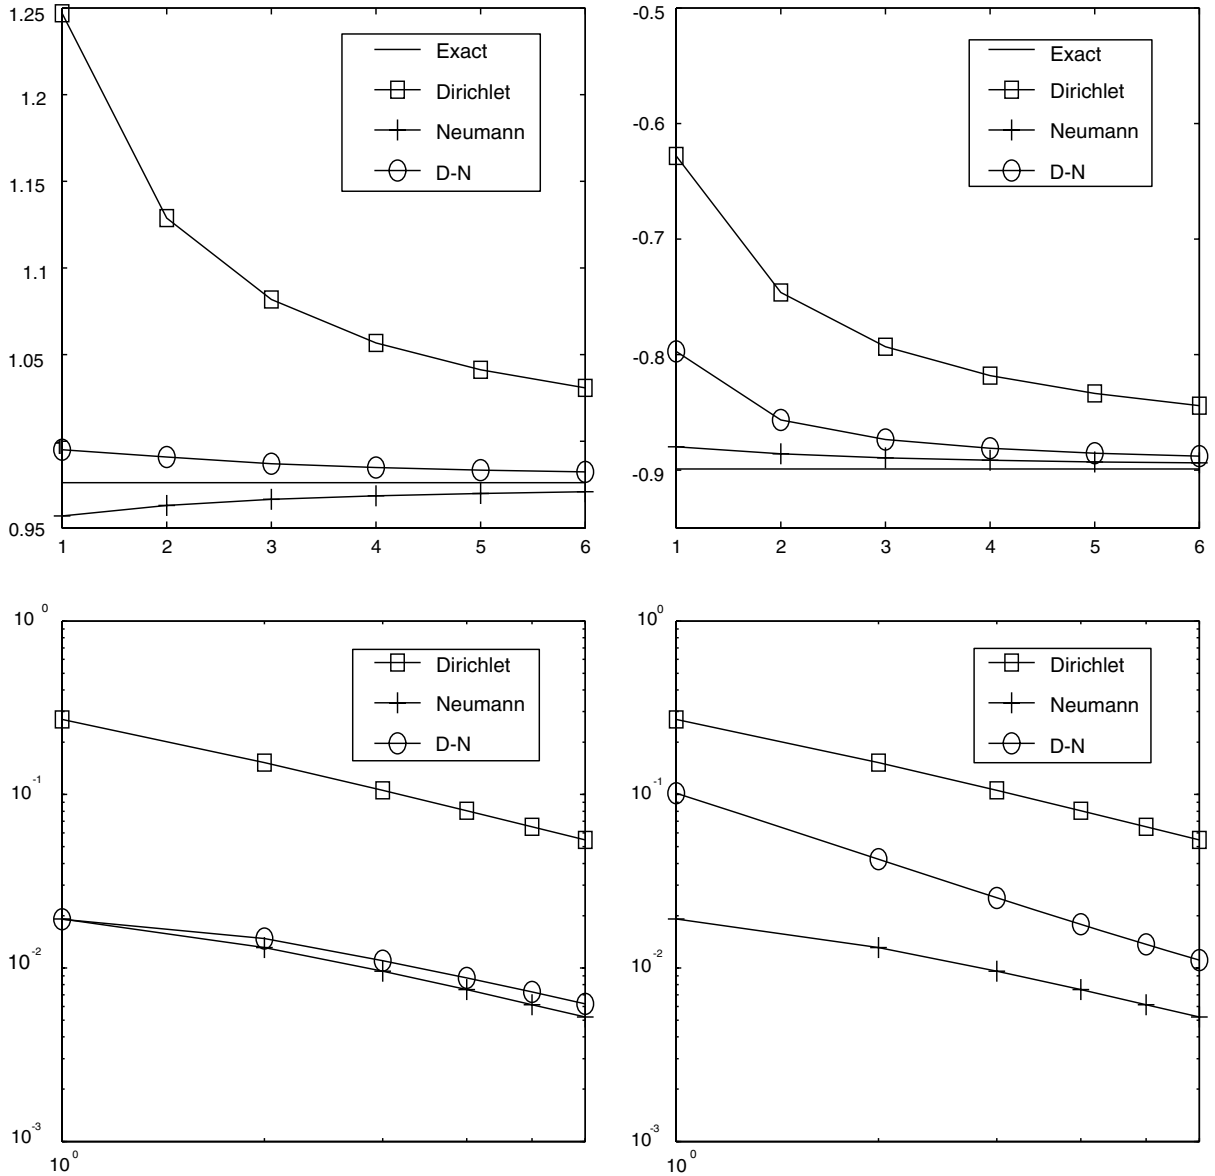 1.25
1.2
1.15
1.1
1.05
0.95
1 2 3 4 5 6
Exact
Dirichlet
Neumann
D-N
-0.5
-0.6
-0.7
-0.8
-0.9
1 2 3 4 5 6
Exact
Dirichlet
Neumann
D-N
10^0
10^-1
10^-2
10^-3
10^0
Dirichlet
Neumann
D-N
10^0
10^-1
10^-2
10^-3
10^0
Dirichlet
Neumann
D-N